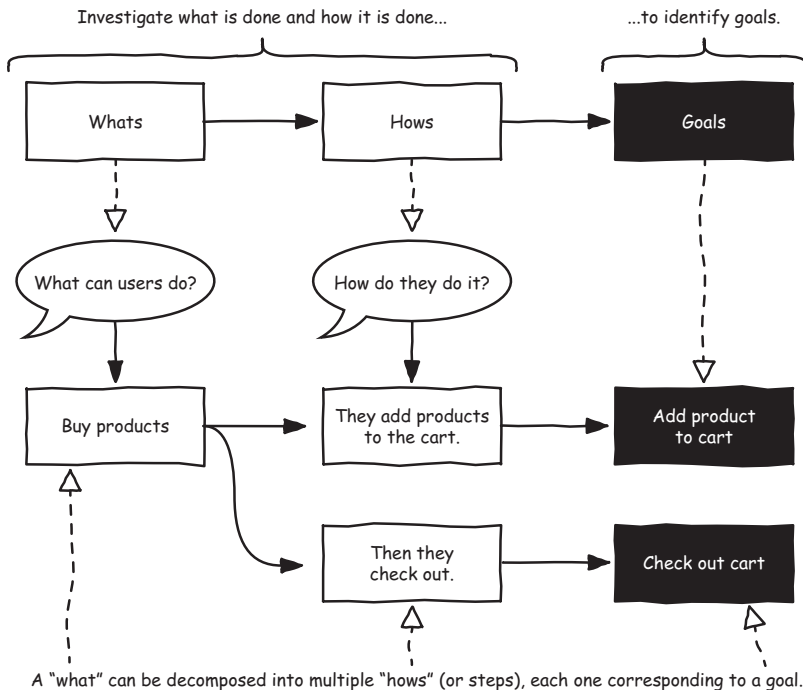 Investigate what is done and how it is done...
...to identify goals.
Whats
Hows
Goals
What can users do?
How do they do it?
Buy products
They add products
to the cart.
Add product
to cart
Then they
check out.
Check out cart
A “what” can be decomposed into multiple “hows” (or steps), each one corresponding to a goal.